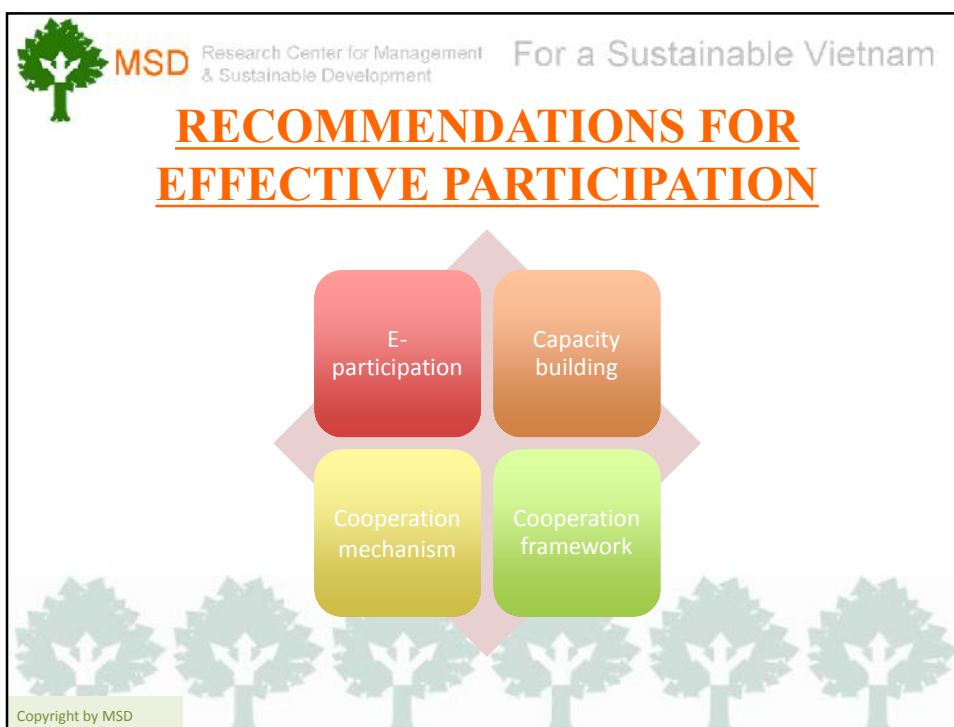 MSD Research Center for Management
& Sustainable Development
For a Sustainable Vietnam
RECOMMENDATIONS FOR
EFFECTIVE PARTICIPATION
E-
participation
Capacity
building
Cooperation
mechanism
Cooperation
framework
Copyright by MSD